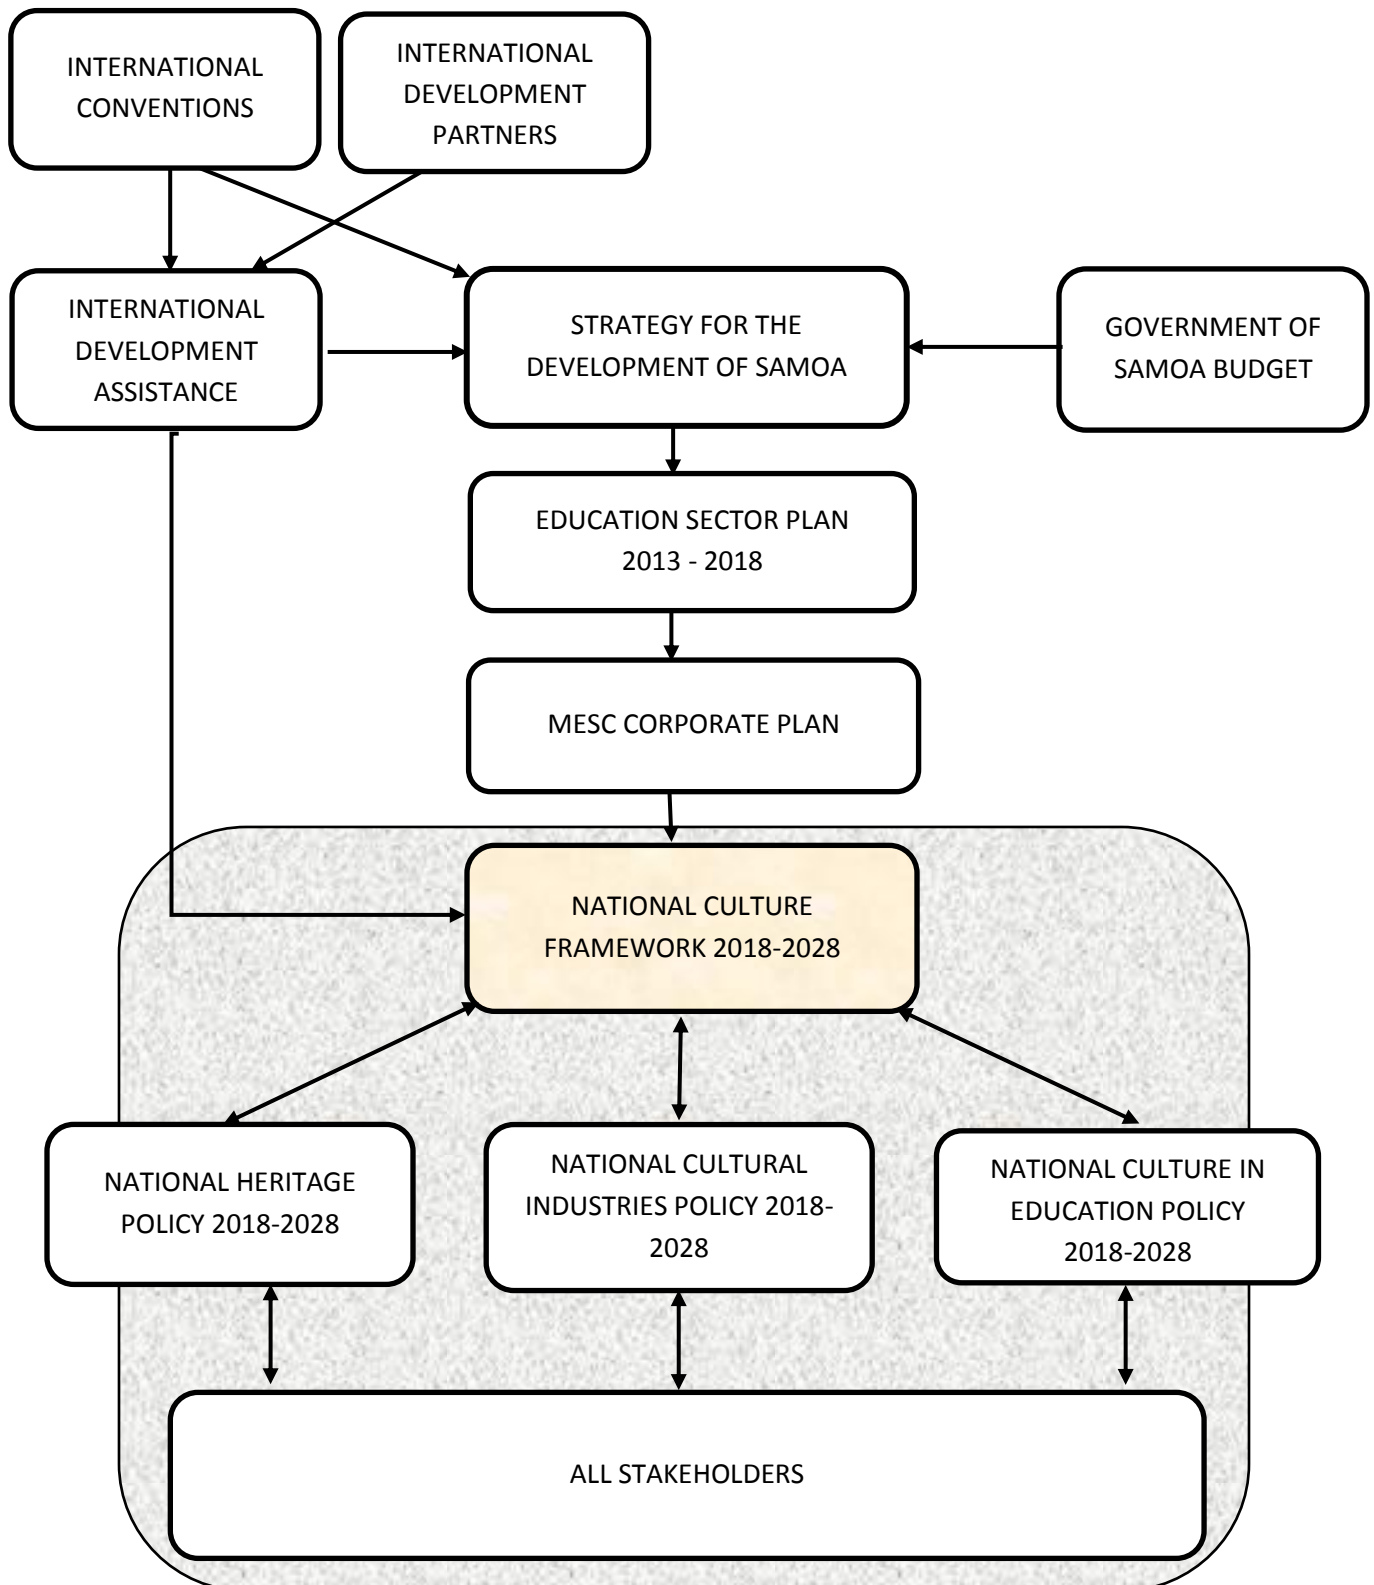 INTERNATIONAL
CONVENTIONS
INTERNATIONAL
DEVELOPMENT
PARTNERS
INTERNATIONAL
DEVELOPMENT
ASSISTANCE
STRATEGY FOR THE
DEVELOPMENT OF SAMOA
GOVERNMENT OF
SAMOA BUDGET
EDUCATION SECTOR PLAN
2013 - 2018
MESC CORPORATE PLAN
NATIONAL CULTURE
FRAMEWORK 2018-2028
NATIONAL HERITAGE
POLICY 2018-2028
NATIONAL CULTURAL
INDUSTRIES POLICY 2018-
2028
NATIONAL CULTURE IN
EDUCATION POLICY
2018-2028
ALL STAKEHOLDERS